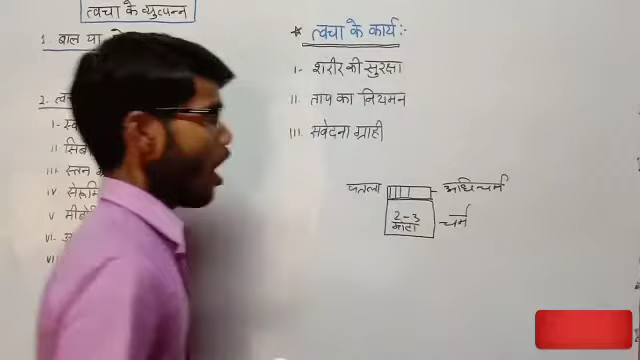 त्वचा के व्युत्पन्न
1. बाल या
2. त्व
I-
II सिब
III स्तन ग्र
IV सेरूमि
V मीबो
VI-
VII
* त्वचा के कार्य :-
I- शरीर की सुरक्षा
II. ताप का नियमन
III. संवेदना ग्राही
पतला अधिचर्म
2-3
मोटा
चर्म